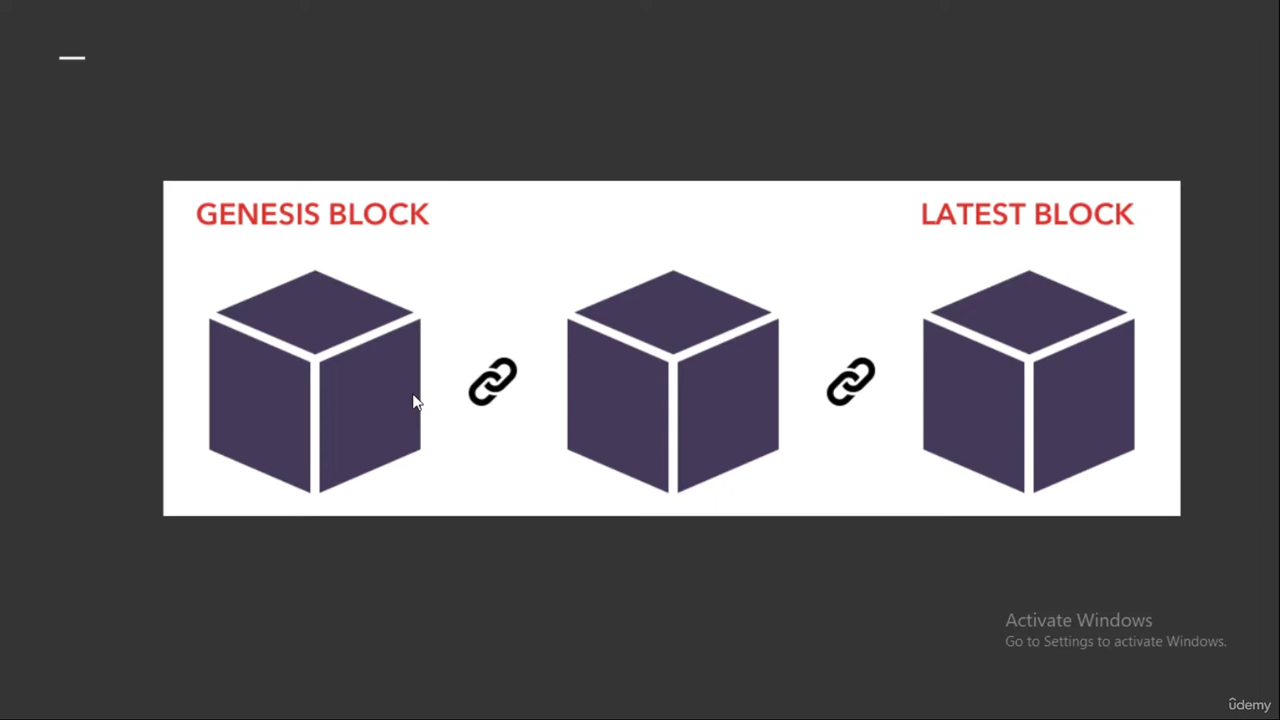 GENESIS BLOCK
LATEST BLOCK
Activate Windows
Go to Settings to activate Windows.
ûdemy